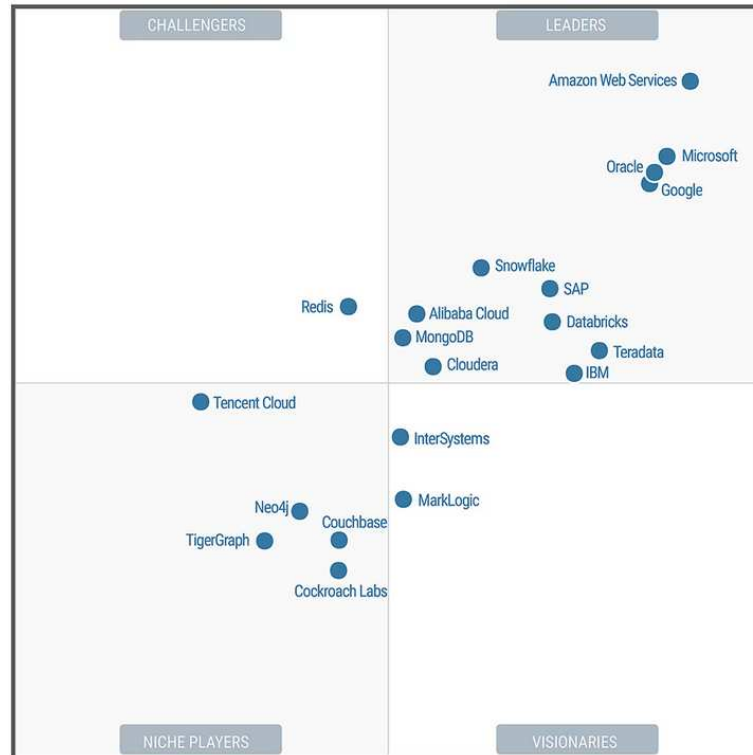 CHALLENGERS
LEADERS
Amazon Web Services
Microsoft
Oracle
Google
Snowflake
SAP
Redis
Alibaba Cloud
Databricks
MongoDB
Teradata
Cloudera
IBM
Tencent Cloud
InterSystems
MarkLogic
Neo4j
Couchbase
TigerGraph
Cockroach Labs
NICHE PLAYERS
VISIONARIES